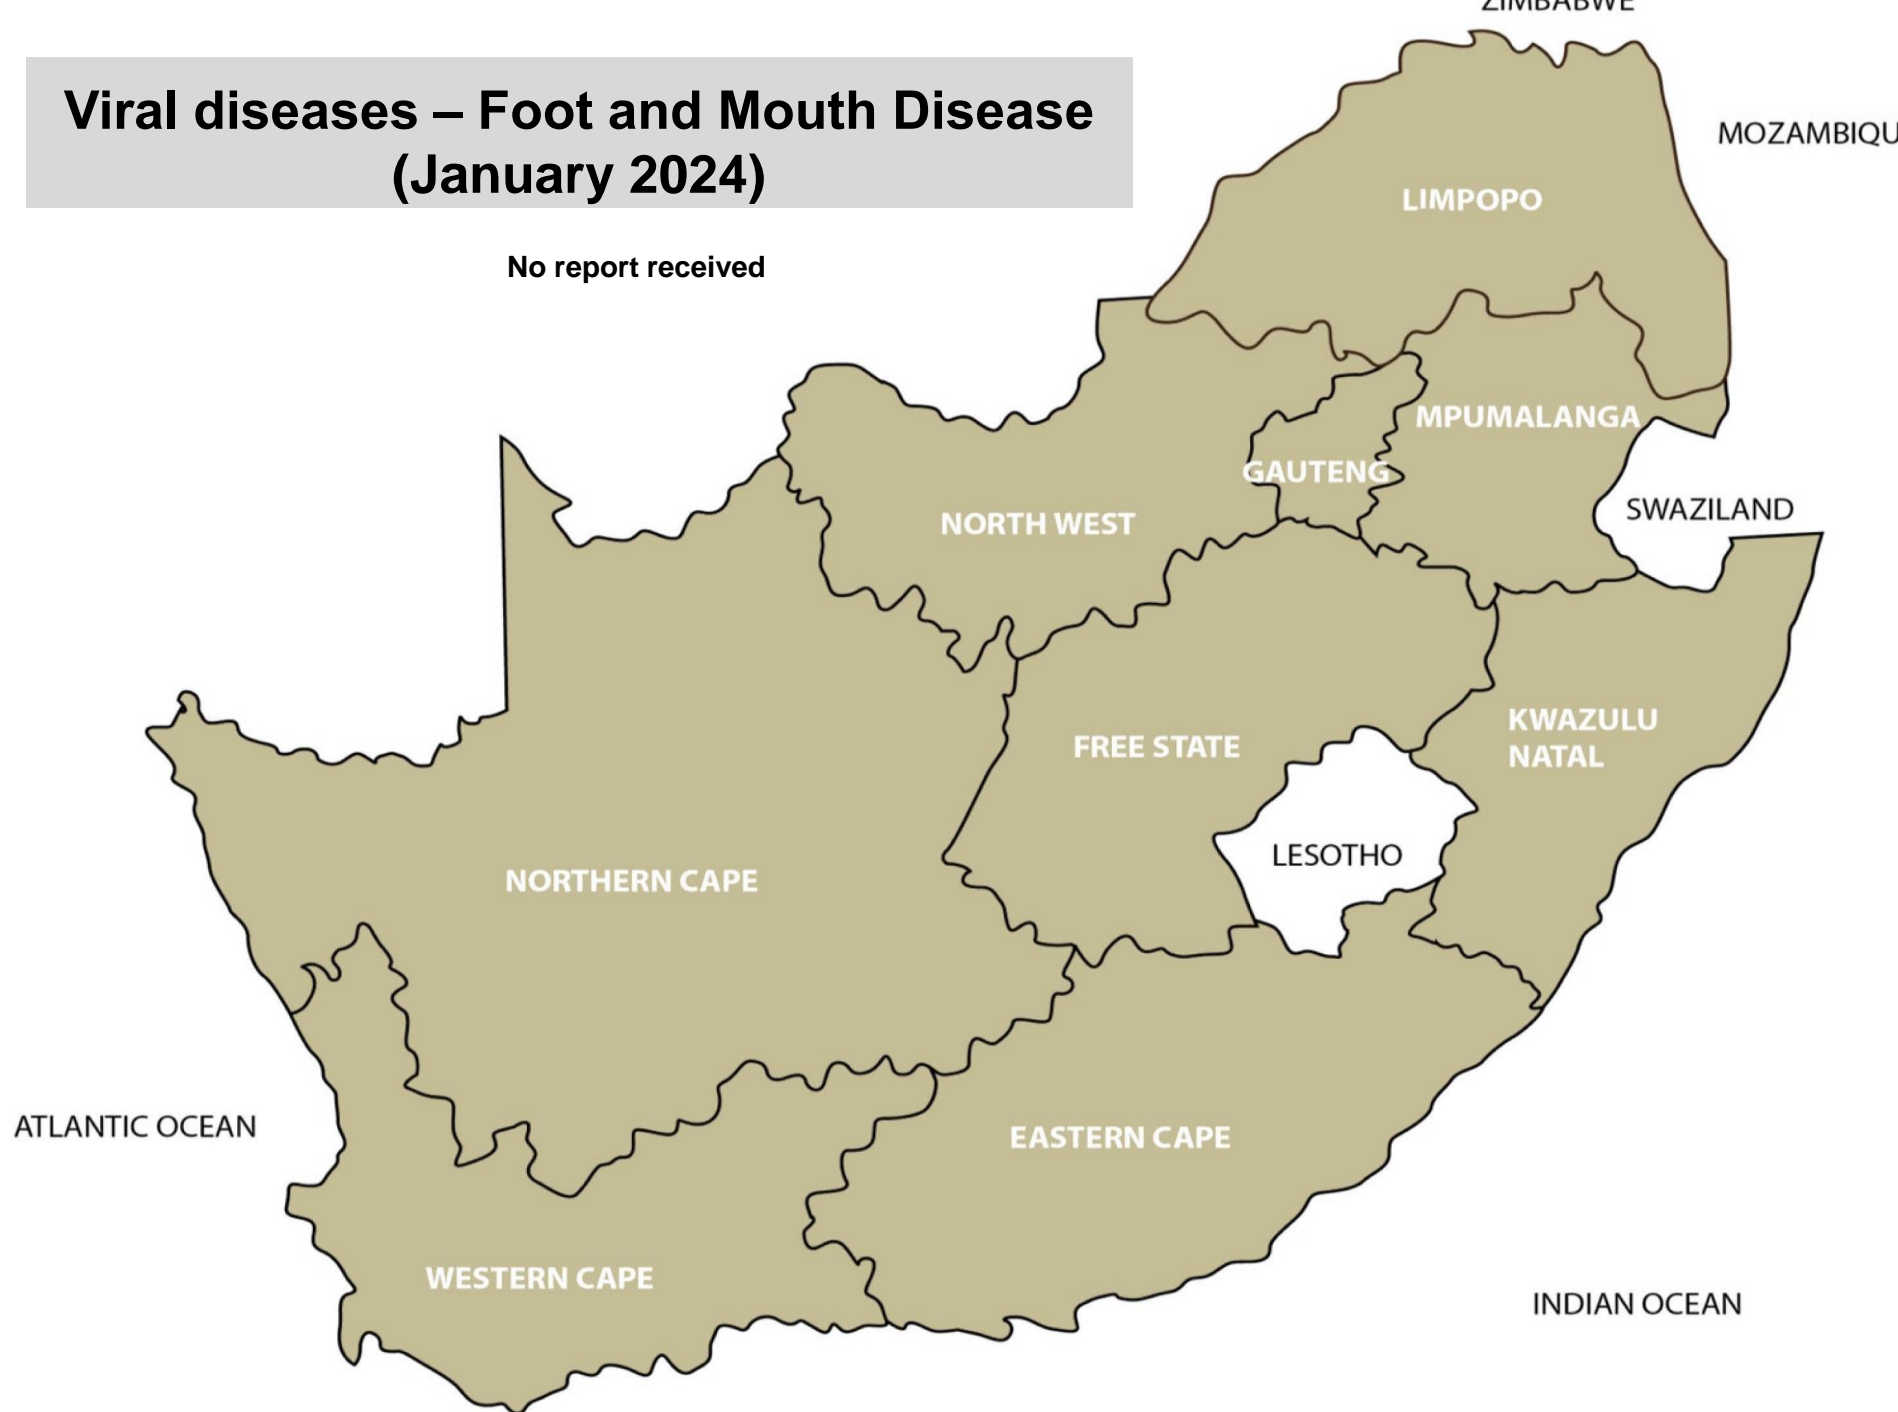 ZIMBABWE
Viral diseases – Foot and Mouth Disease
(January 2024)
MOZAMBIQU
LIMPOPO
No report received
MPUMALANGA
GAUTENG
SWAZILAND
NORTH WEST
KWAZULU
NATAL
FREE STATE
LESOTHO
NORTHERN CAPE
ATLANTIC OCEAN
EASTERN CAPE
WESTERN CAPE
INDIAN OCEAN